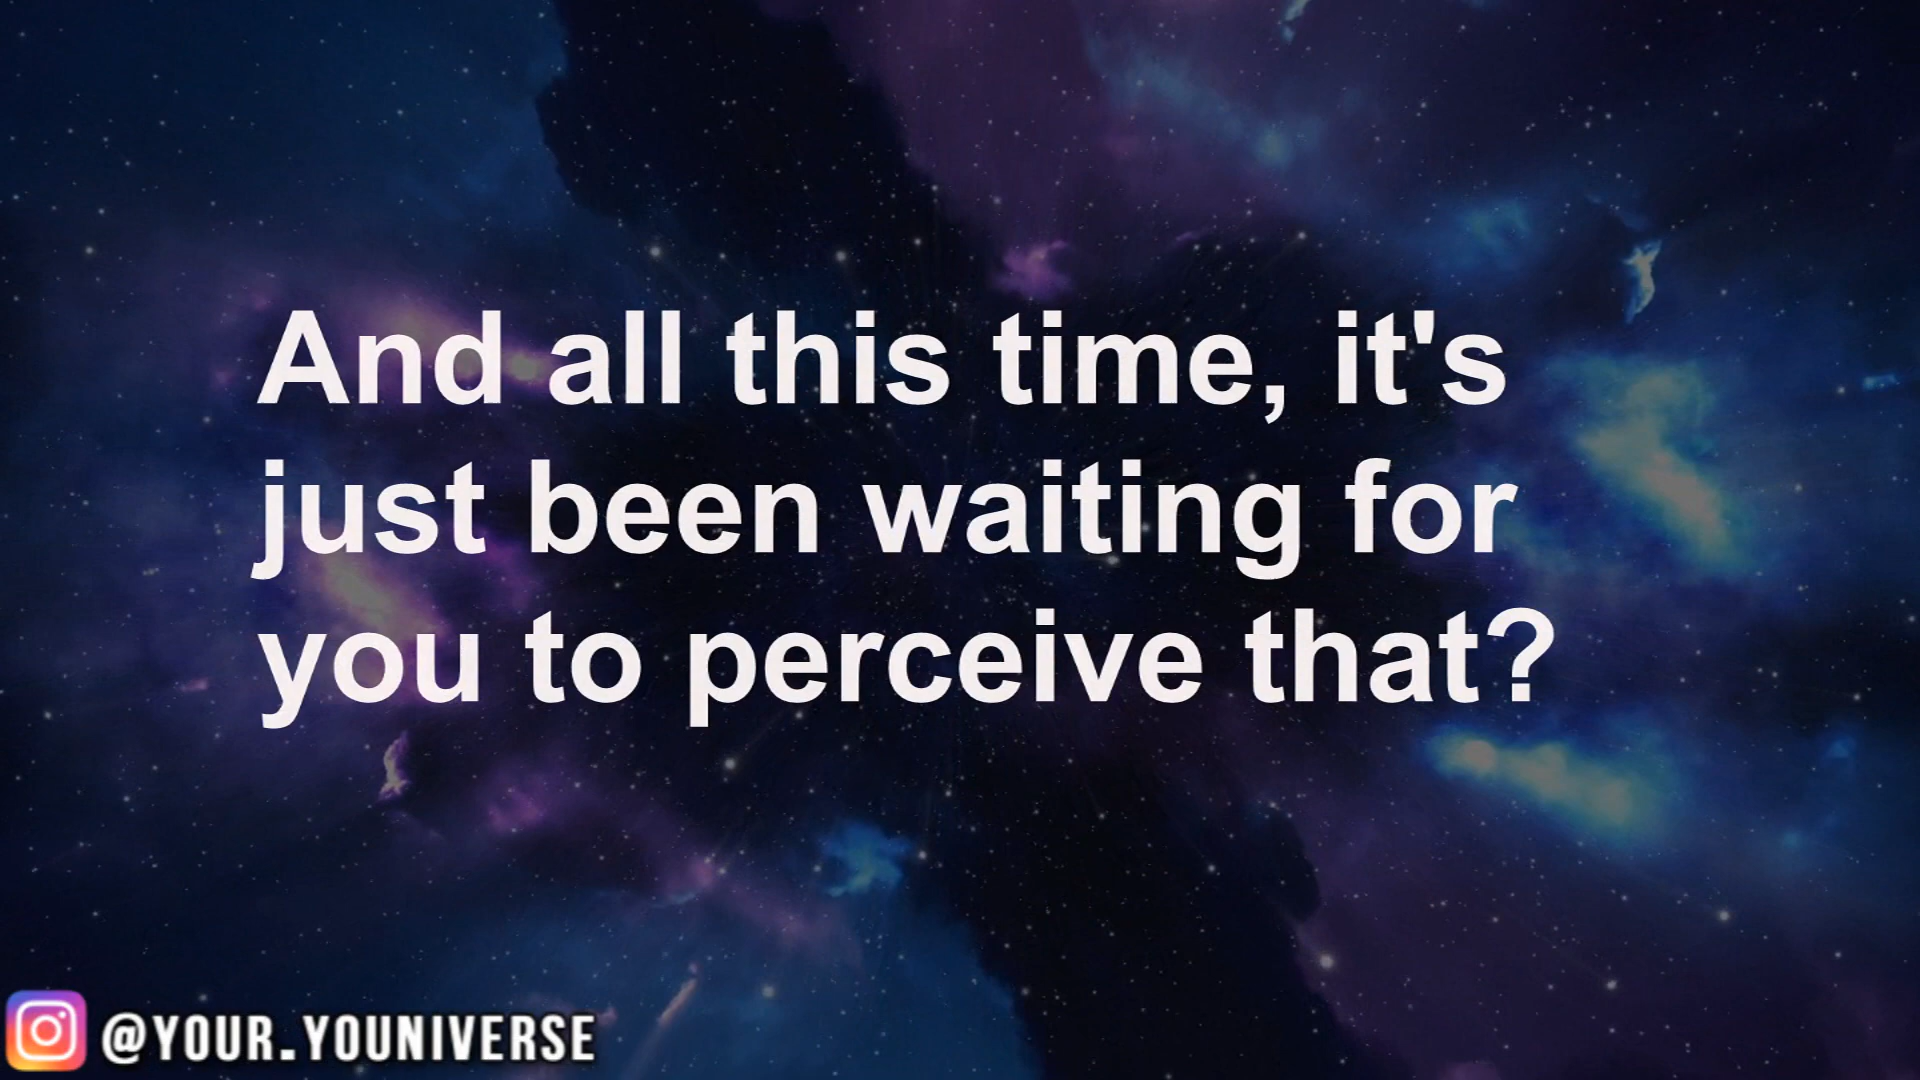 And all this time, it's
just been waiting for
you to perceive that?
@YOUR.YOUNIVERSE